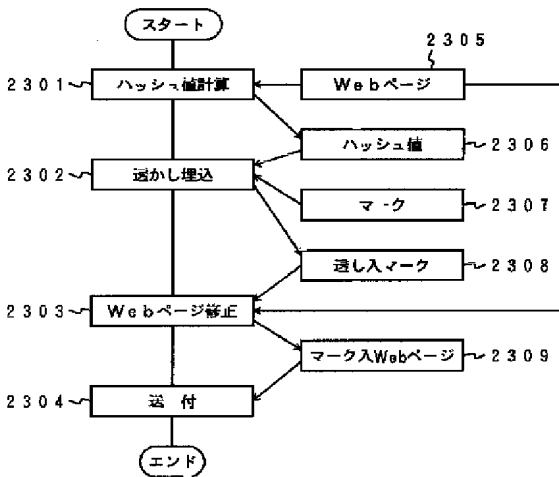 スタート
2305
2301 ハッシュ値計算 Webページ
ハッシュ値 2306
2302 透かし埋込
マーク 2307
透し入マーク 2308
2303 Webページ修正
マーク入Webページ 2309
2304 送 付
エンド